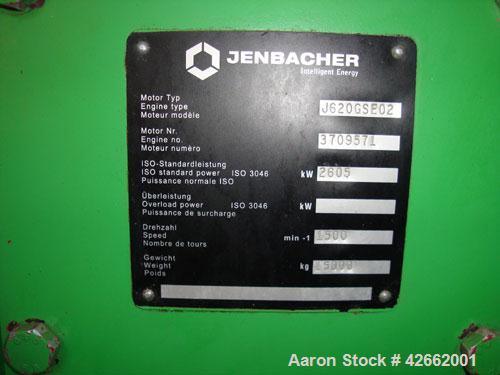 JENBACHER
Intelligent Energy
Motor Typ
Engine type
Moteur modèle
J620GSE02
Motor Nr.
Engine no.
Moteur numèro
3709571
ISO-Standardleistung
ISO standard power ISO 3046 kW 2605
Puissance normale ISO
Überleistung
Overload power ISO 3046 kW
Puissance de surcharge
Drehzahl
Speed min -1 1500
Nombre de tours
Gewicht
Weight kg
Poids
Aaron Stock # 42662001